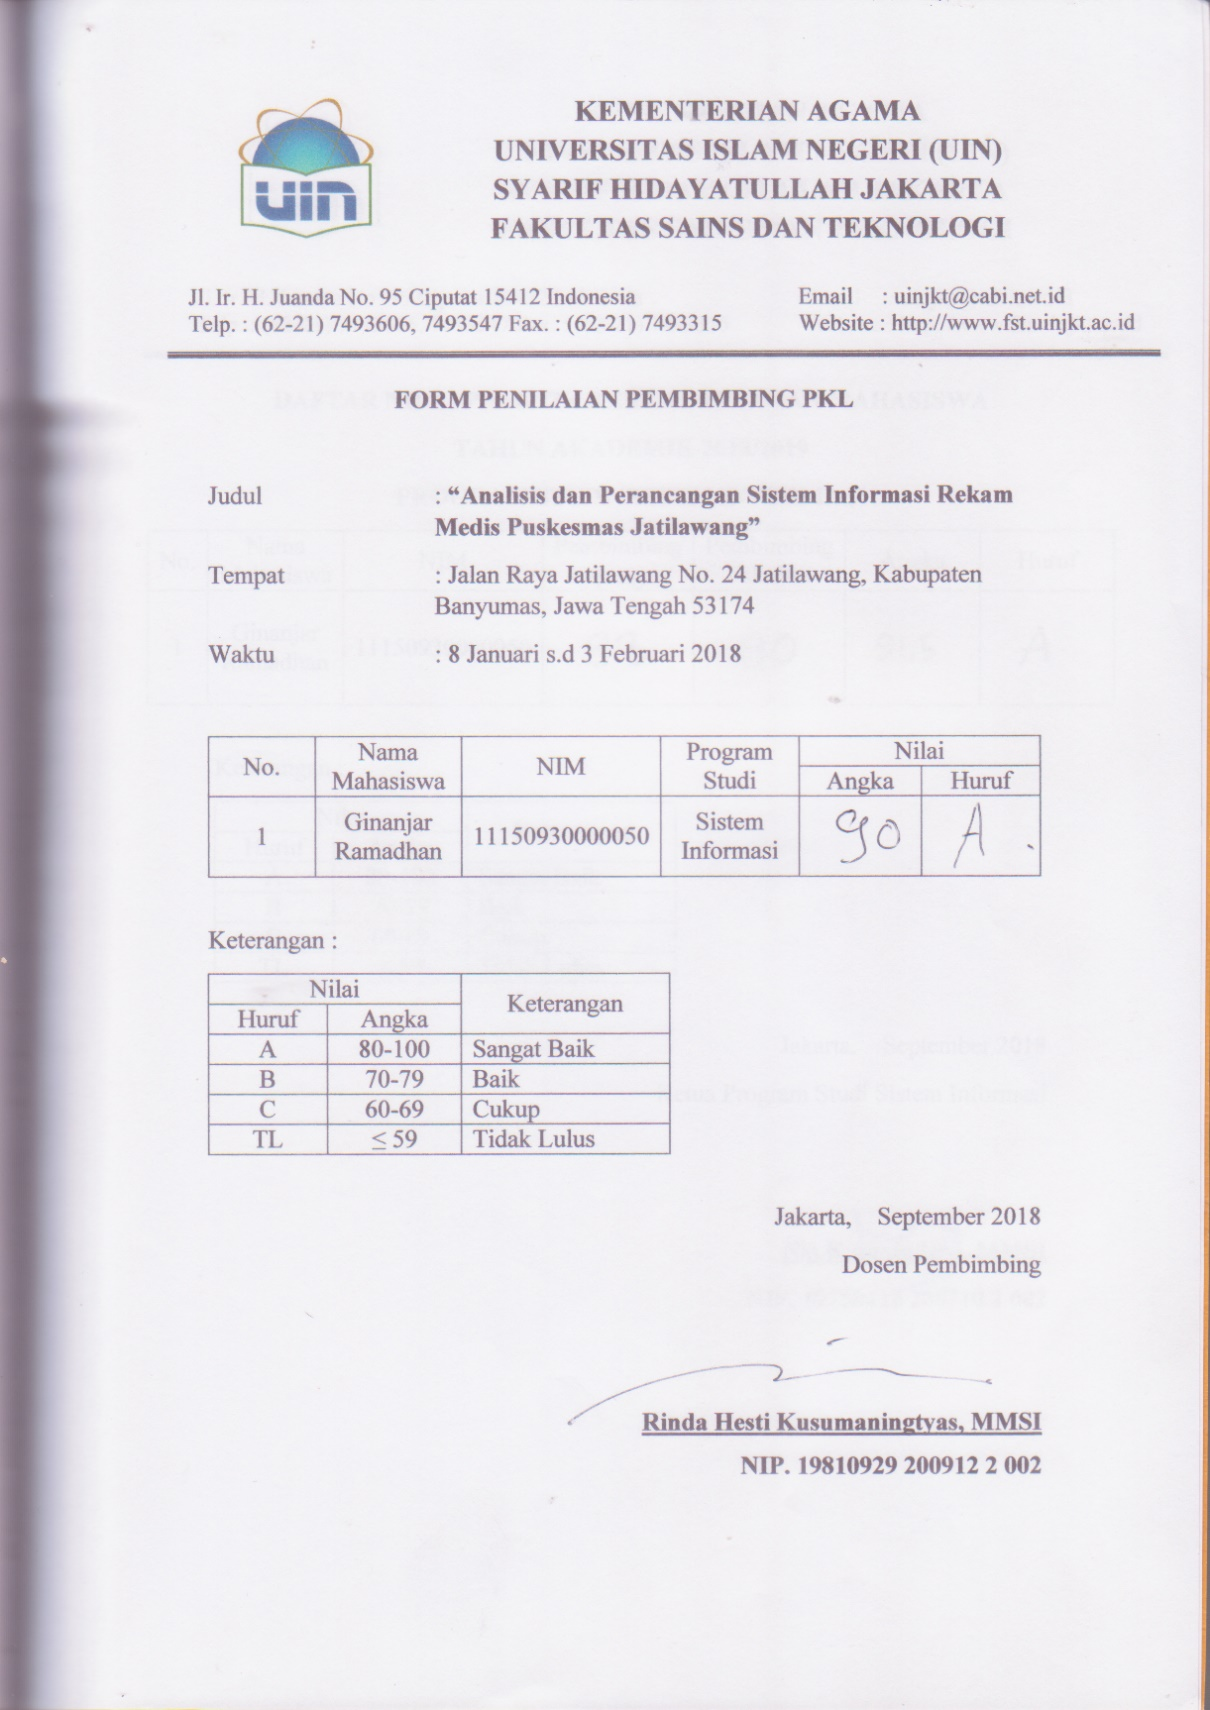 uin
KEMENTERIAN AGAMA
UNIVERSITAS ISLAM NEGERI (UIN)
SYARIF HIDAYATULLAH JAKARTA
FAKULTAS SAINS DAN TEKNOLOGI
Jl. Ir. H. Juanda No. 95 Ciputat 15412 Indonesia Email : uinjkt@cabi.net.id
Telp. : (62-21) 7493606, 7493547 Fax. : (62-21) 7493315 Website : http://www.fst.uinjkt.ac.id
FORM PENILAIAN PEMBIMBING PKL
Judul : “Analisis dan Perancangan Sistem Informasi Rekam
Medis Puskesmas Jatilawang”
Tempat : Jalan Raya Jatilawang No. 24 Jatilawang, Kabupaten
Banyumas, Jawa Tengah 53174
Waktu : 8 Januari s.d 3 Februari 2018
No. Nama Mahasiswa NIM Program Studi Nilai
Angka Huruf
1 Ginanjar Ramadhan 11150930000050 Sistem Informasi 90 A
Keterangan :
Nilai Keterangan
Huruf Angka
A 80-100 Sangat Baik
B 70-79 Baik
C 60-69 Cukup
TL ≤ 59 Tidak Lulus
Jakarta, September 2018
Dosen Pembimbing
Rinda Hesti Kusumaningtyas, MMSI
NIP. 19810929 200912 2 002